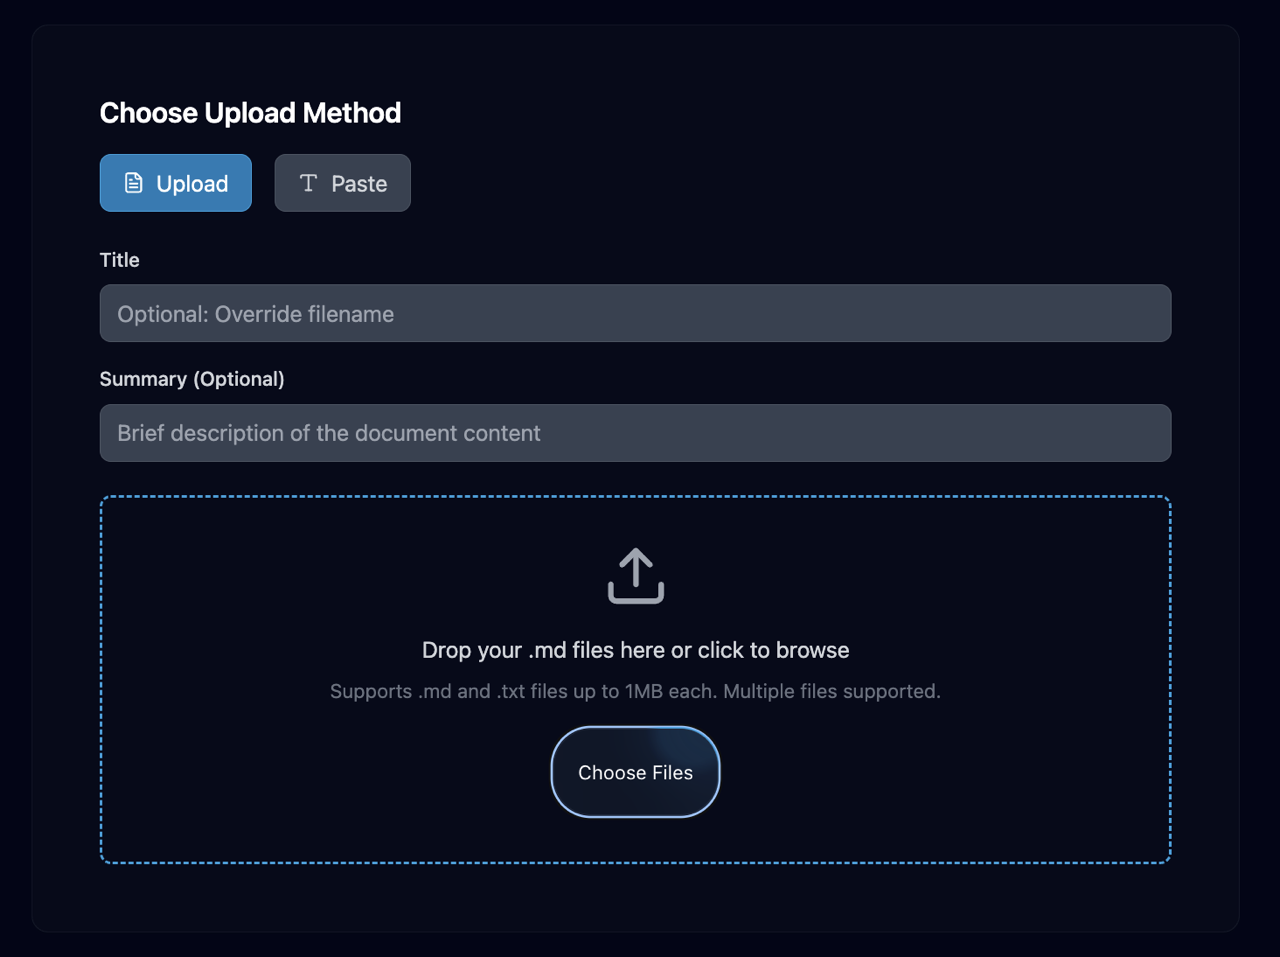 Choose Upload Method
Upload
Paste
Title
Optional: Override filename
Summary (Optional)
Brief description of the document content
Drop your .md files here or click to browse
Supports .md and .txt files up to 1MB each. Multiple files supported.
Choose Files